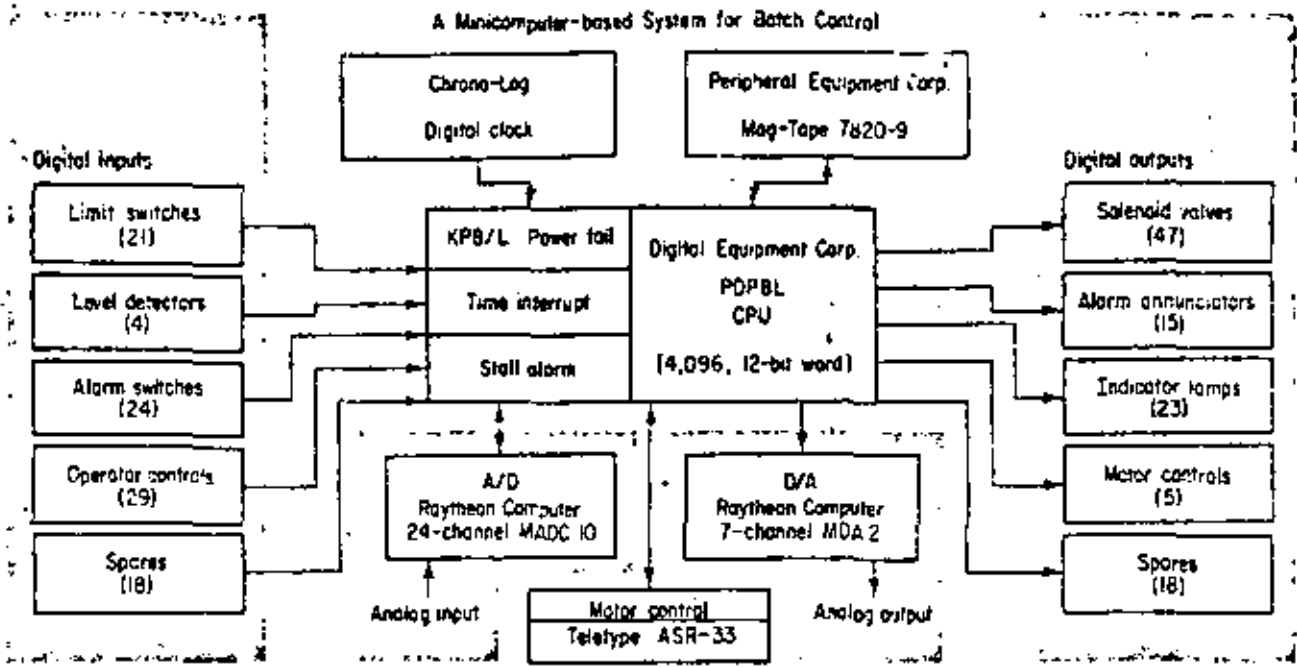 A Minicomputer-based System for Batch Control
Chrono-Log
Digital clock
Peripheral Equipment Corp.
Mag-Tape 7820-9
Digital inputs
Limit switches
(21)
Level detectors
(4)
Alarm switches
(24)
Operator controls
(29)
Spares
(18)
KP8/L Power fail
Time interrupt
Stall alarm
Digital Equipment Corp.
PDP8L
CPU
[4,096, 12-bit word]
A/D
Raytheon Computer
24-channel MADC 10
Analog input
D/A
Raytheon Computer
7-channel MDA 2
Analog output
Motor control
Teletype ASR-33
Digital outputs
Solenoid valves
(47)
Alarm annunciators
(15)
Indicator lamps
(23)
Motor controls
(5)
Spares
(18)